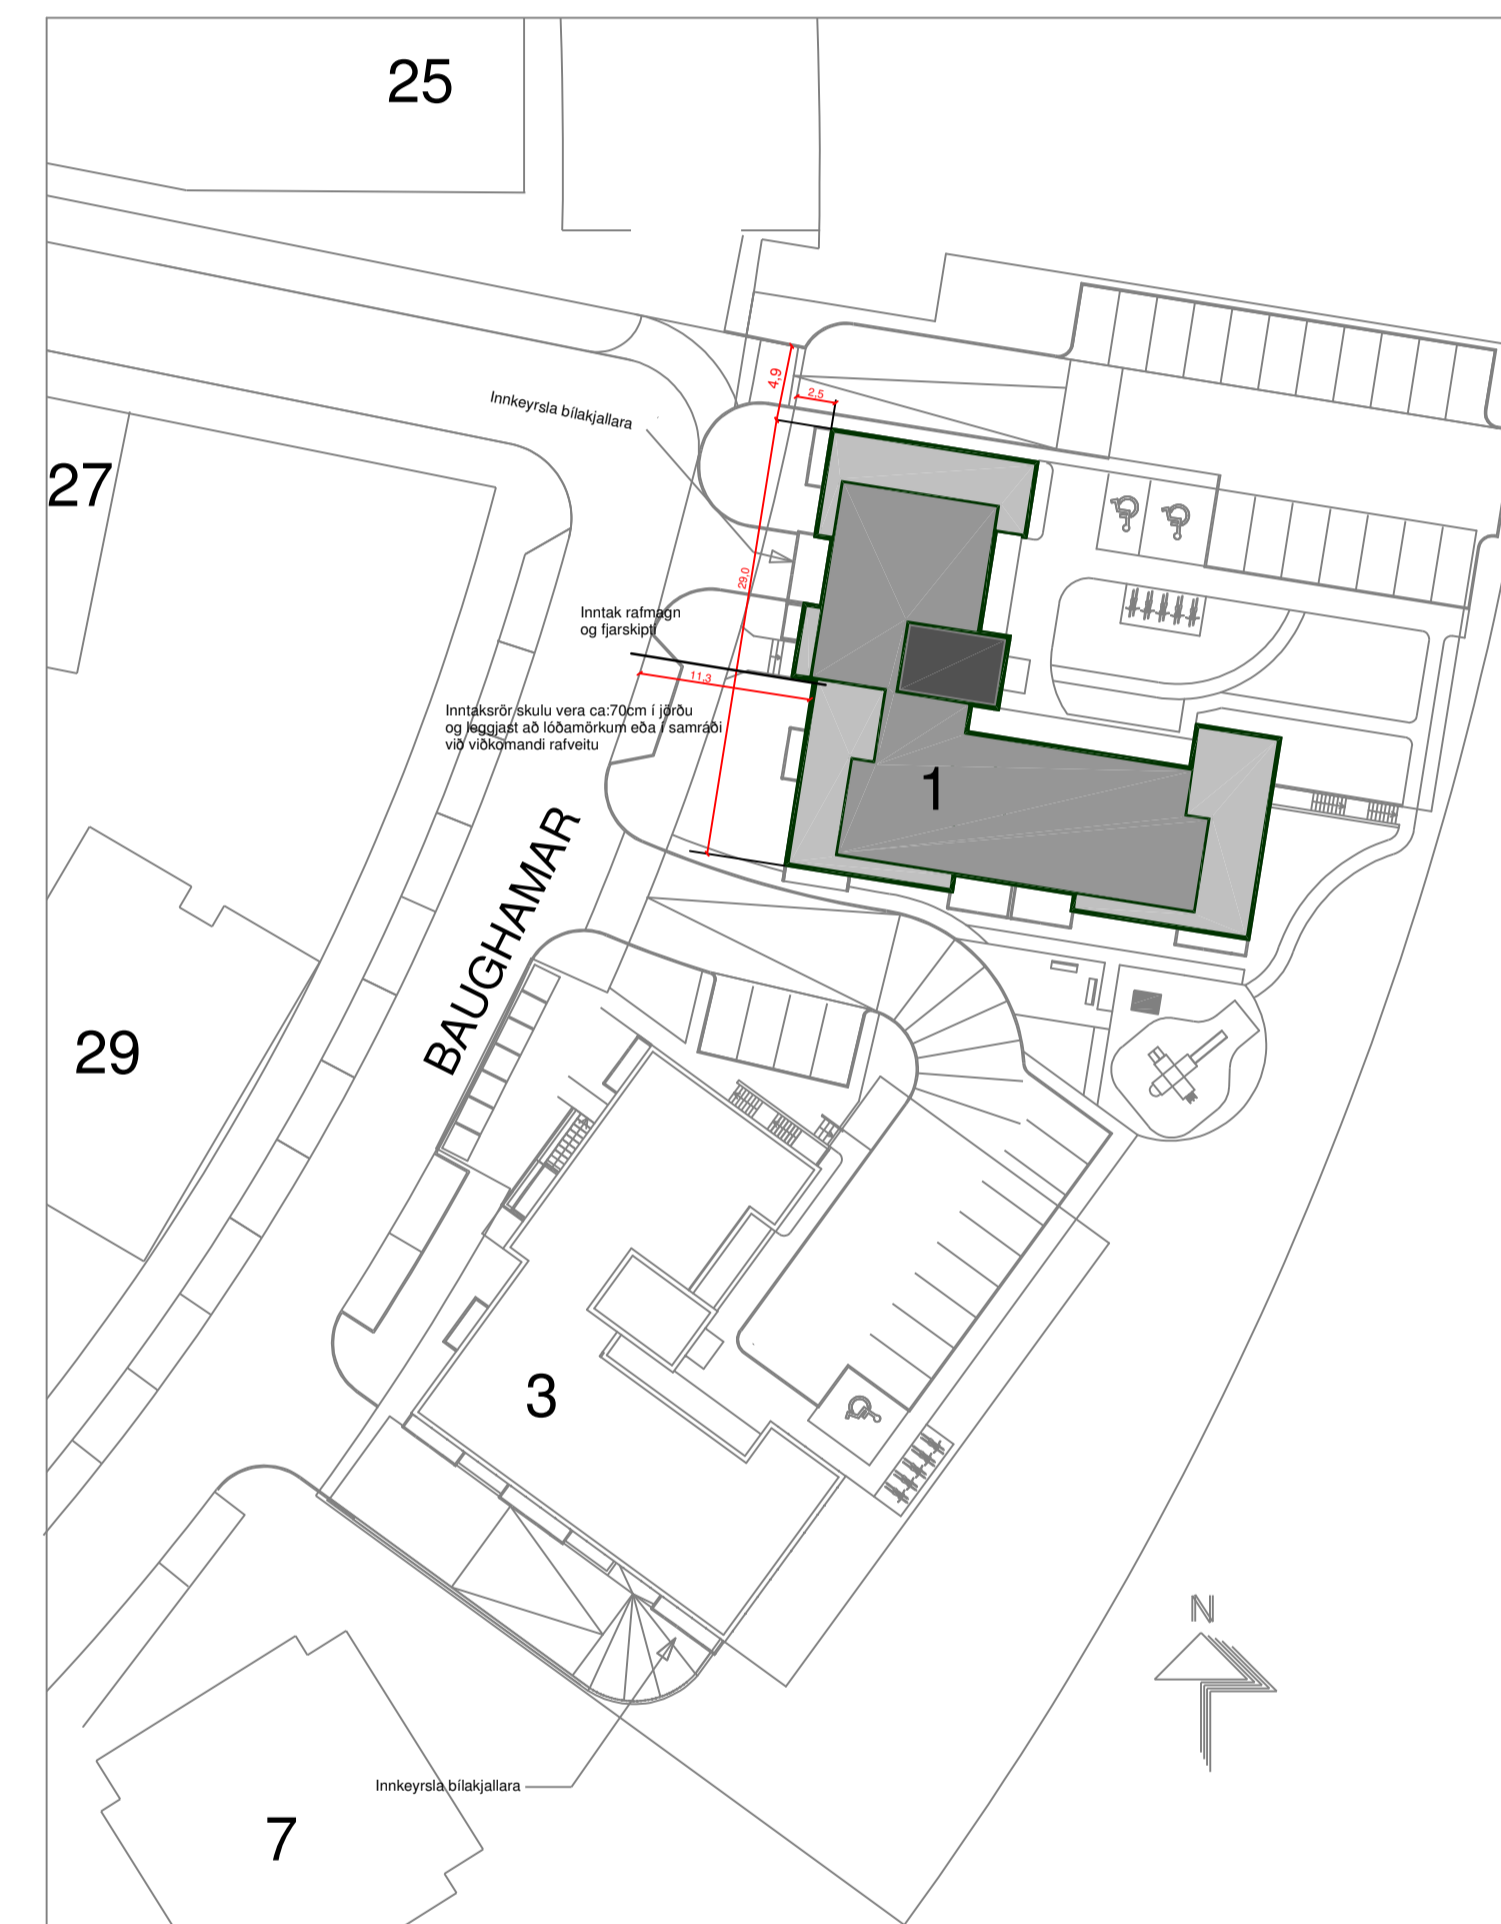 25
4,9
2,5
Innkeyrsla bílakjallara
27
29,0
Inntak rafmagn
og fjarskipti
11,3
Inntaksrör skulu vera ca:70cm í jörðu
og leggjast að lóðamörkum eða í samráði
við viðkomandi rafveitu
1
BAUGHAMAR
29
3
N
Innkeyrsla bílakjallara
7